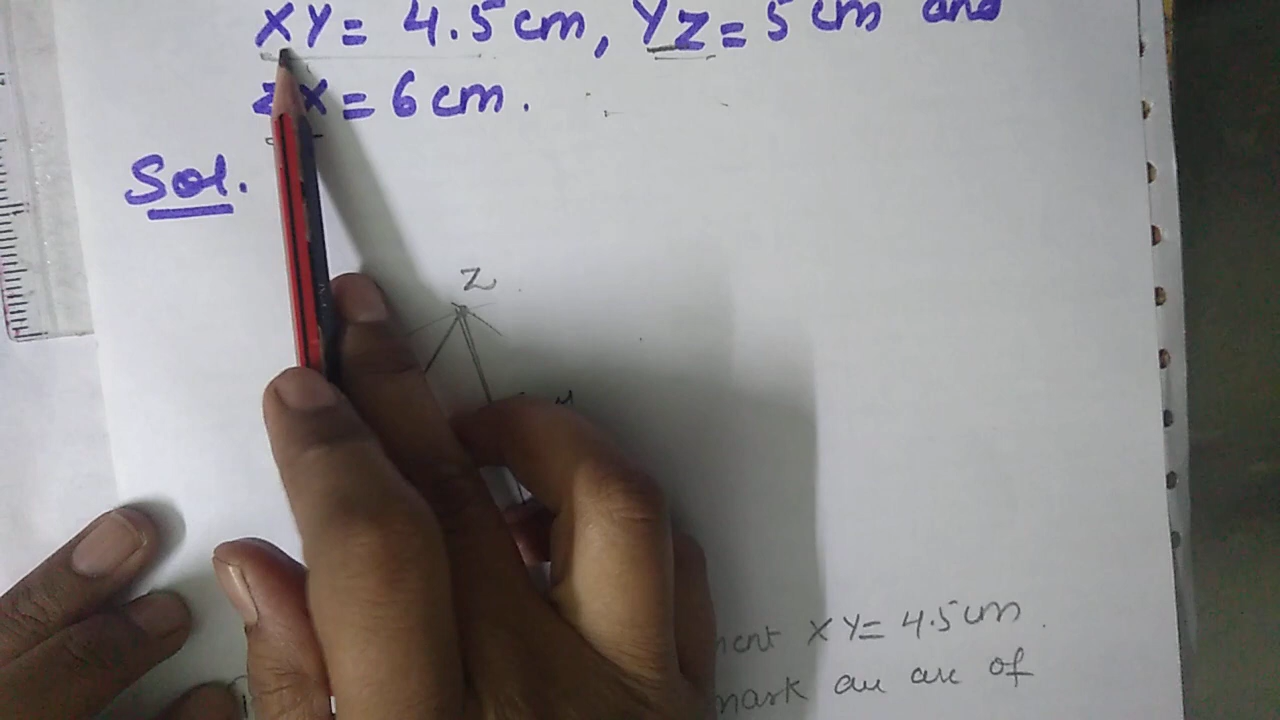 XY = 4.5 cm, YZ = 5 cm and
ZX = 6 cm.
Sol.
Z
XY = 4.5 cm.
mark an arc of